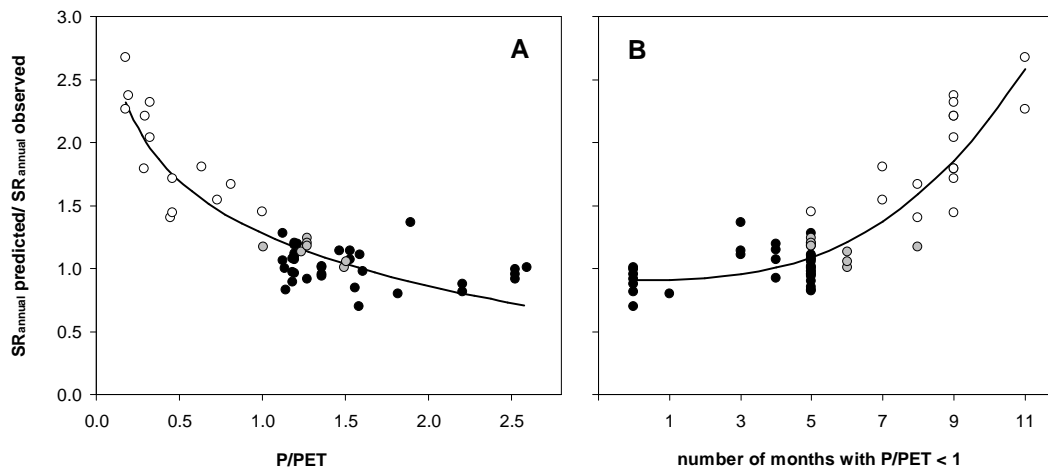 3.0
2.5
2.0
1.5
1.0
0.5
0.0
SRannual predicted/ SRannual observed
A
0.0 0.5 1.0 1.5 2.0 2.5
P/PET
B
1 3 5 7 9 11
number of months with P/PET < 1